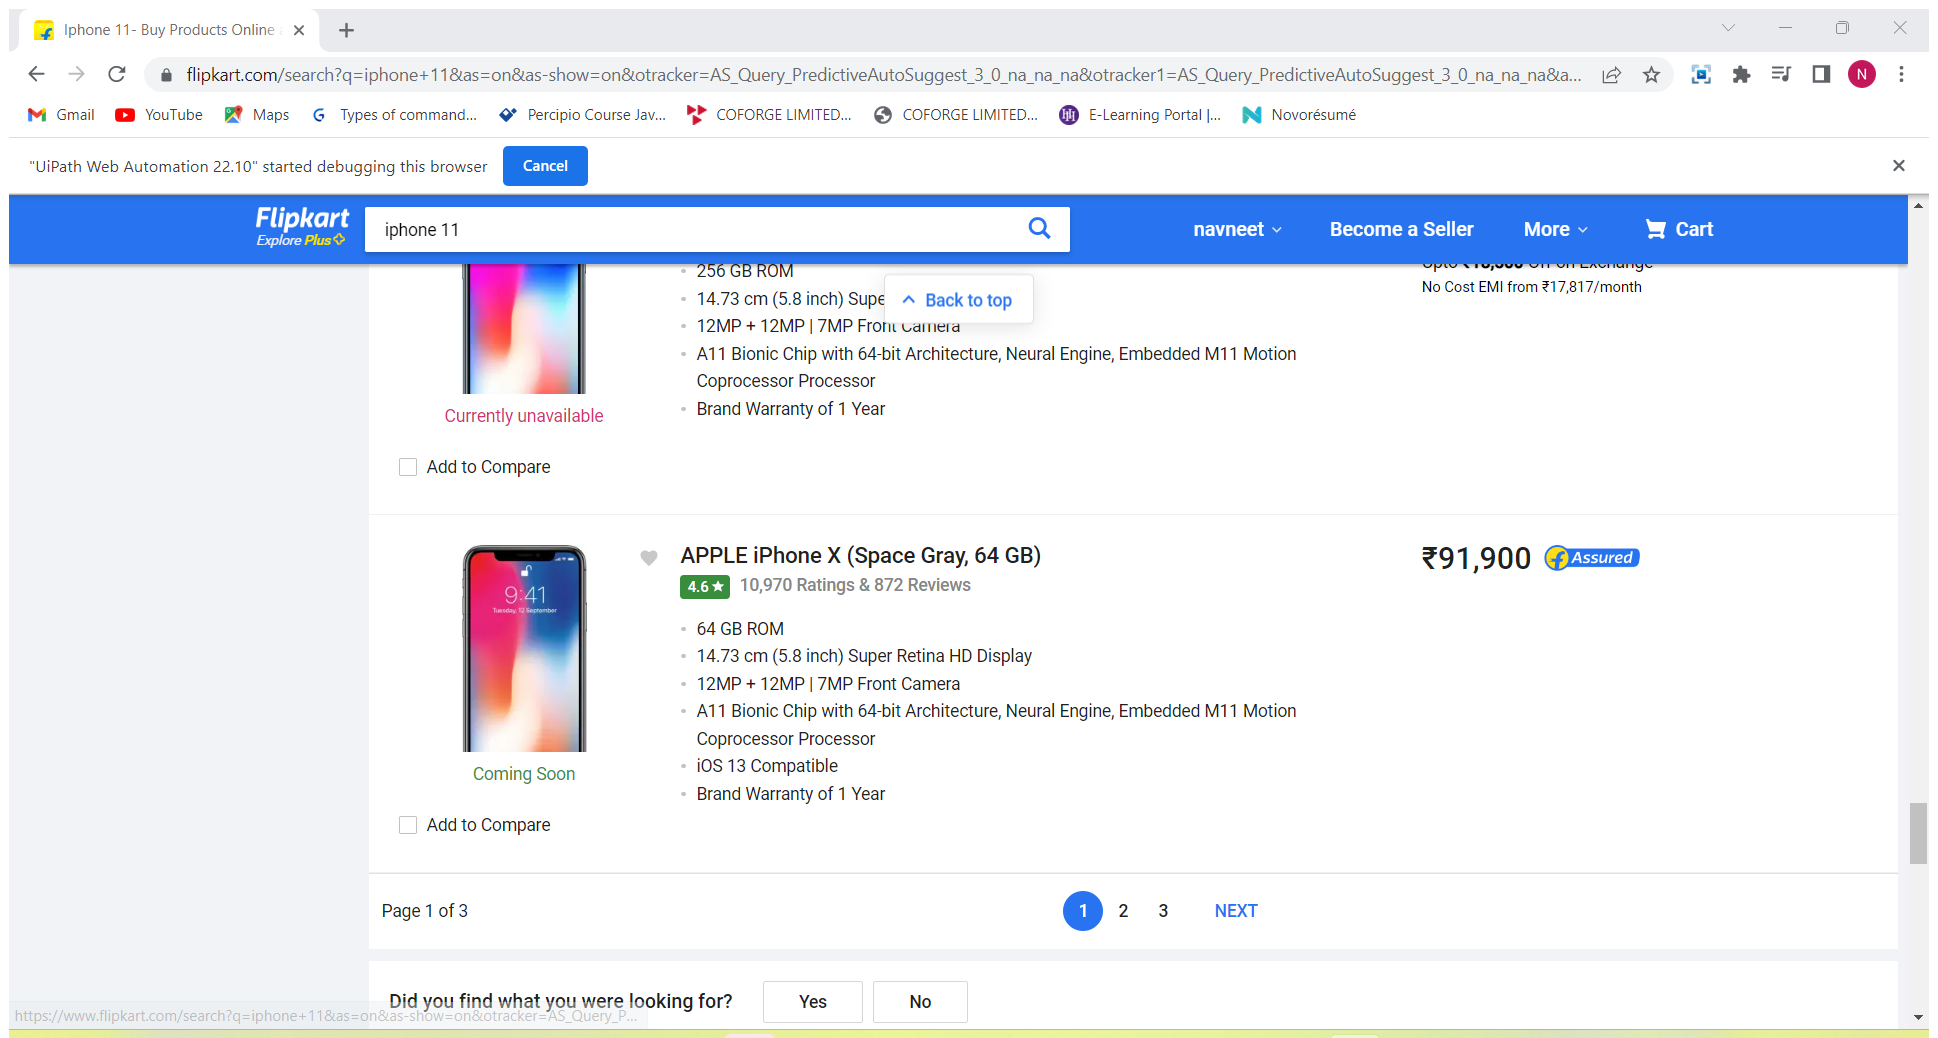 Iphone 11- Buy Products Online
flipkart.com/search?q=iphone+11&as=on&as-show=on&otracker=AS_Query_PredictiveAutoSuggest_3_0_na_na_na&otracker1=AS_Query_PredictiveAutoSuggest_3_0_na_na_na&a...
N
Gmail YouTube Maps Types of command... Percipio Course Jav... COFORGE LIMITED... COFORGE LIMITED... E-Learning Portal |... Novorésumé
"UiPath Web Automation 22.10" started debugging this browser Cancel
Flipkart
Explore Plus
iphone 11
navneet Become a Seller More Cart
Back to top
256 GB ROM
14.73 cm (5.8 inch) Supe
12MP + 12MP | 7MP Front Camera
A11 Bionic Chip with 64-bit Architecture, Neural Engine, Embedded M11 Motion
Coprocessor Processor
Brand Warranty of 1 Year
Off on Exchange
No Cost EMI from ₹17,817/month
Currently unavailable
Add to Compare
9:41
Tuesday, 12 September
Coming Soon
Add to Compare
APPLE iPhone X (Space Gray, 64 GB)
4.6 ★ 10,970 Ratings & 872 Reviews
64 GB ROM
14.73 cm (5.8 inch) Super Retina HD Display
12MP + 12MP | 7MP Front Camera
A11 Bionic Chip with 64-bit Architecture, Neural Engine, Embedded M11 Motion
Coprocessor Processor
iOS 13 Compatible
Brand Warranty of 1 Year
₹91,900 Assured
Page 1 of 3 1 2 3 NEXT
Did you find what you were looking for? Yes No
https://www.flipkart.com/search?q=iphone+11&as=on&as-show=on&otracker=AS_Query_P...